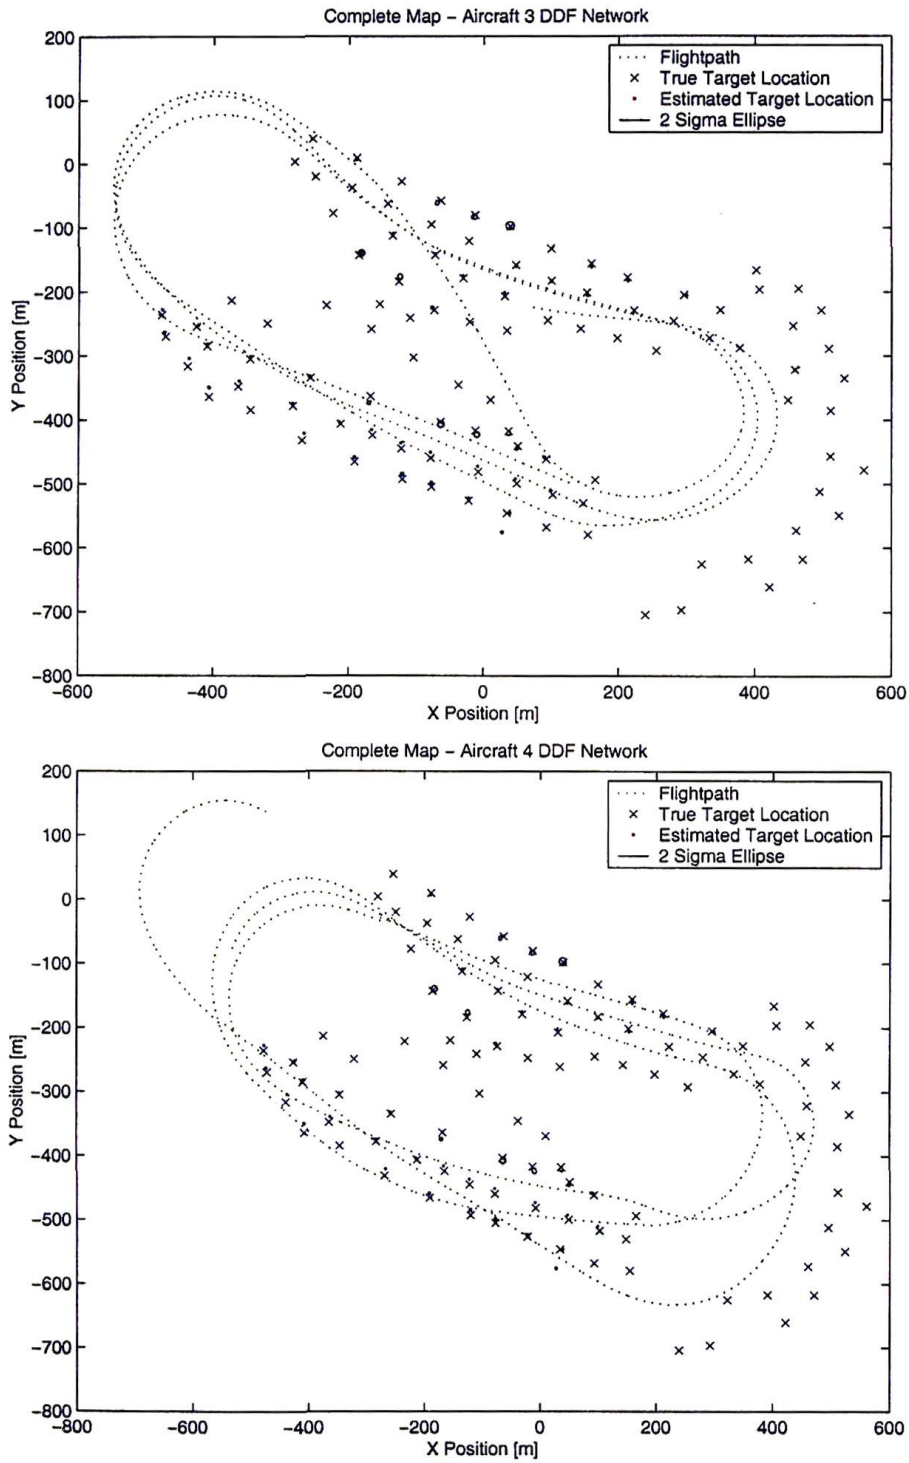 Complete Map – Aircraft 3 DDF Network
200
100
0
−100
−200
−300
−400
−500
−600
−700
−800
Y Position [m]
−600
−400
−200
0
200
400
600
X Position [m]
Flightpath
True Target Location
Estimated Target Location
2 Sigma Ellipse
Complete Map – Aircraft 4 DDF Network
200
100
0
−100
−200
−300
−400
−500
−600
−700
−800
Y Position [m]
−800
−600
−400
−200
0
200
400
600
X Position [m]
Flightpath
True Target Location
Estimated Target Location
2 Sigma Ellipse